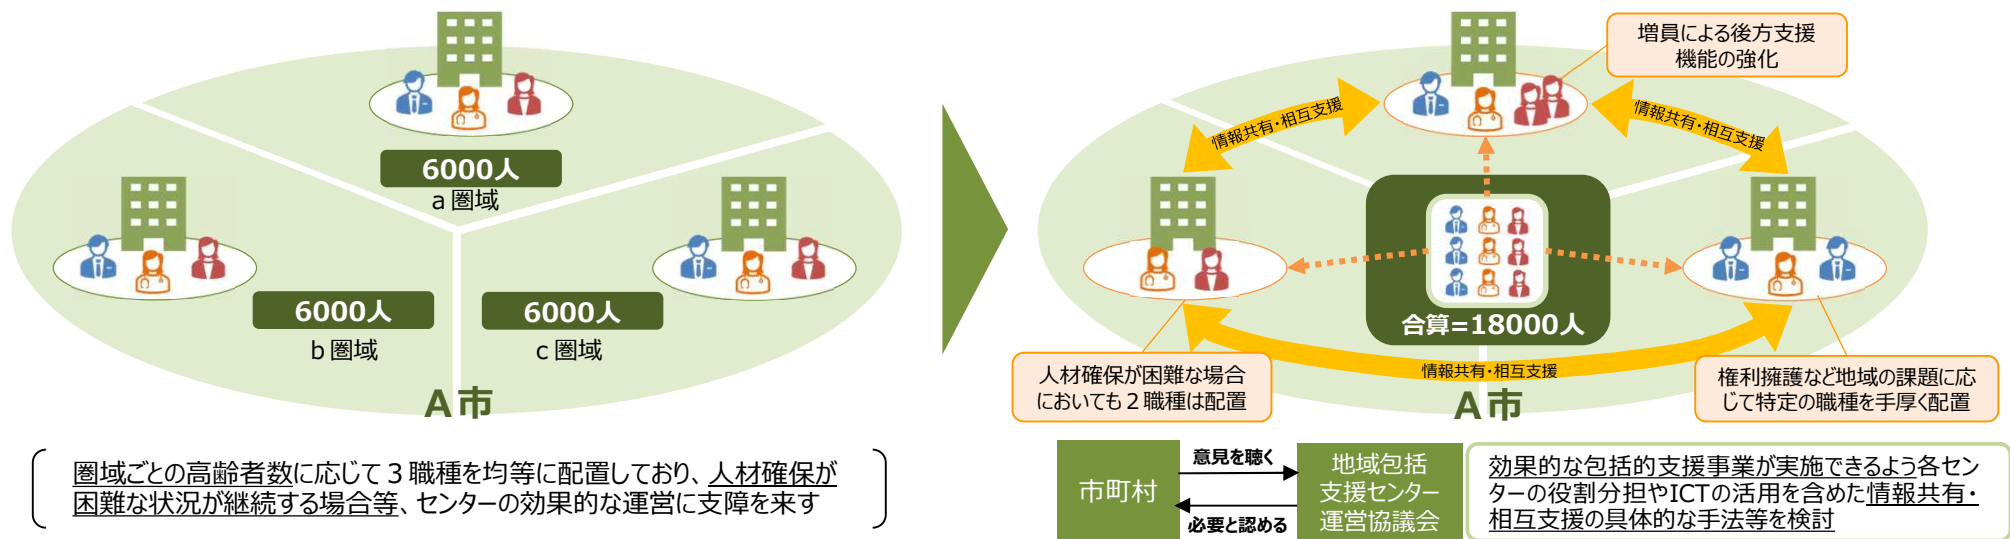 6000人
a 圏域
6000人
b 圏域
6000人
c 圏域
A市
圏域ごとの高齢者数に応じて３職種を均等に配置しており、人材確保が
困難な状況が継続する場合等、センターの効果的な運営に支障を来す
増員による後方支援
機能の強化
情報共有・相互支援
情報共有・相互支援
合算=18000人
情報共有・相互支援
人材確保が困難な場合
においても２職種は配置
権利擁護など地域の課題に応
じて特定の職種を手厚く配置
A市
市町村
意見を聴く
必要と認める
地域包括
支援センター
運営協議会
効果的な包括的支援事業が実施できるよう各セン
ターの役割分担やICTの活用を含めた情報共有・
相互支援の具体的な手法等を検討